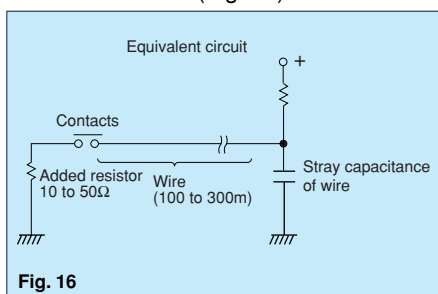 Equivalent circuit
+
Contacts
Added resistor
10 to 50Ω
Wire
(100 to 300m)
Stray capacitance
of wire
Fig. 16